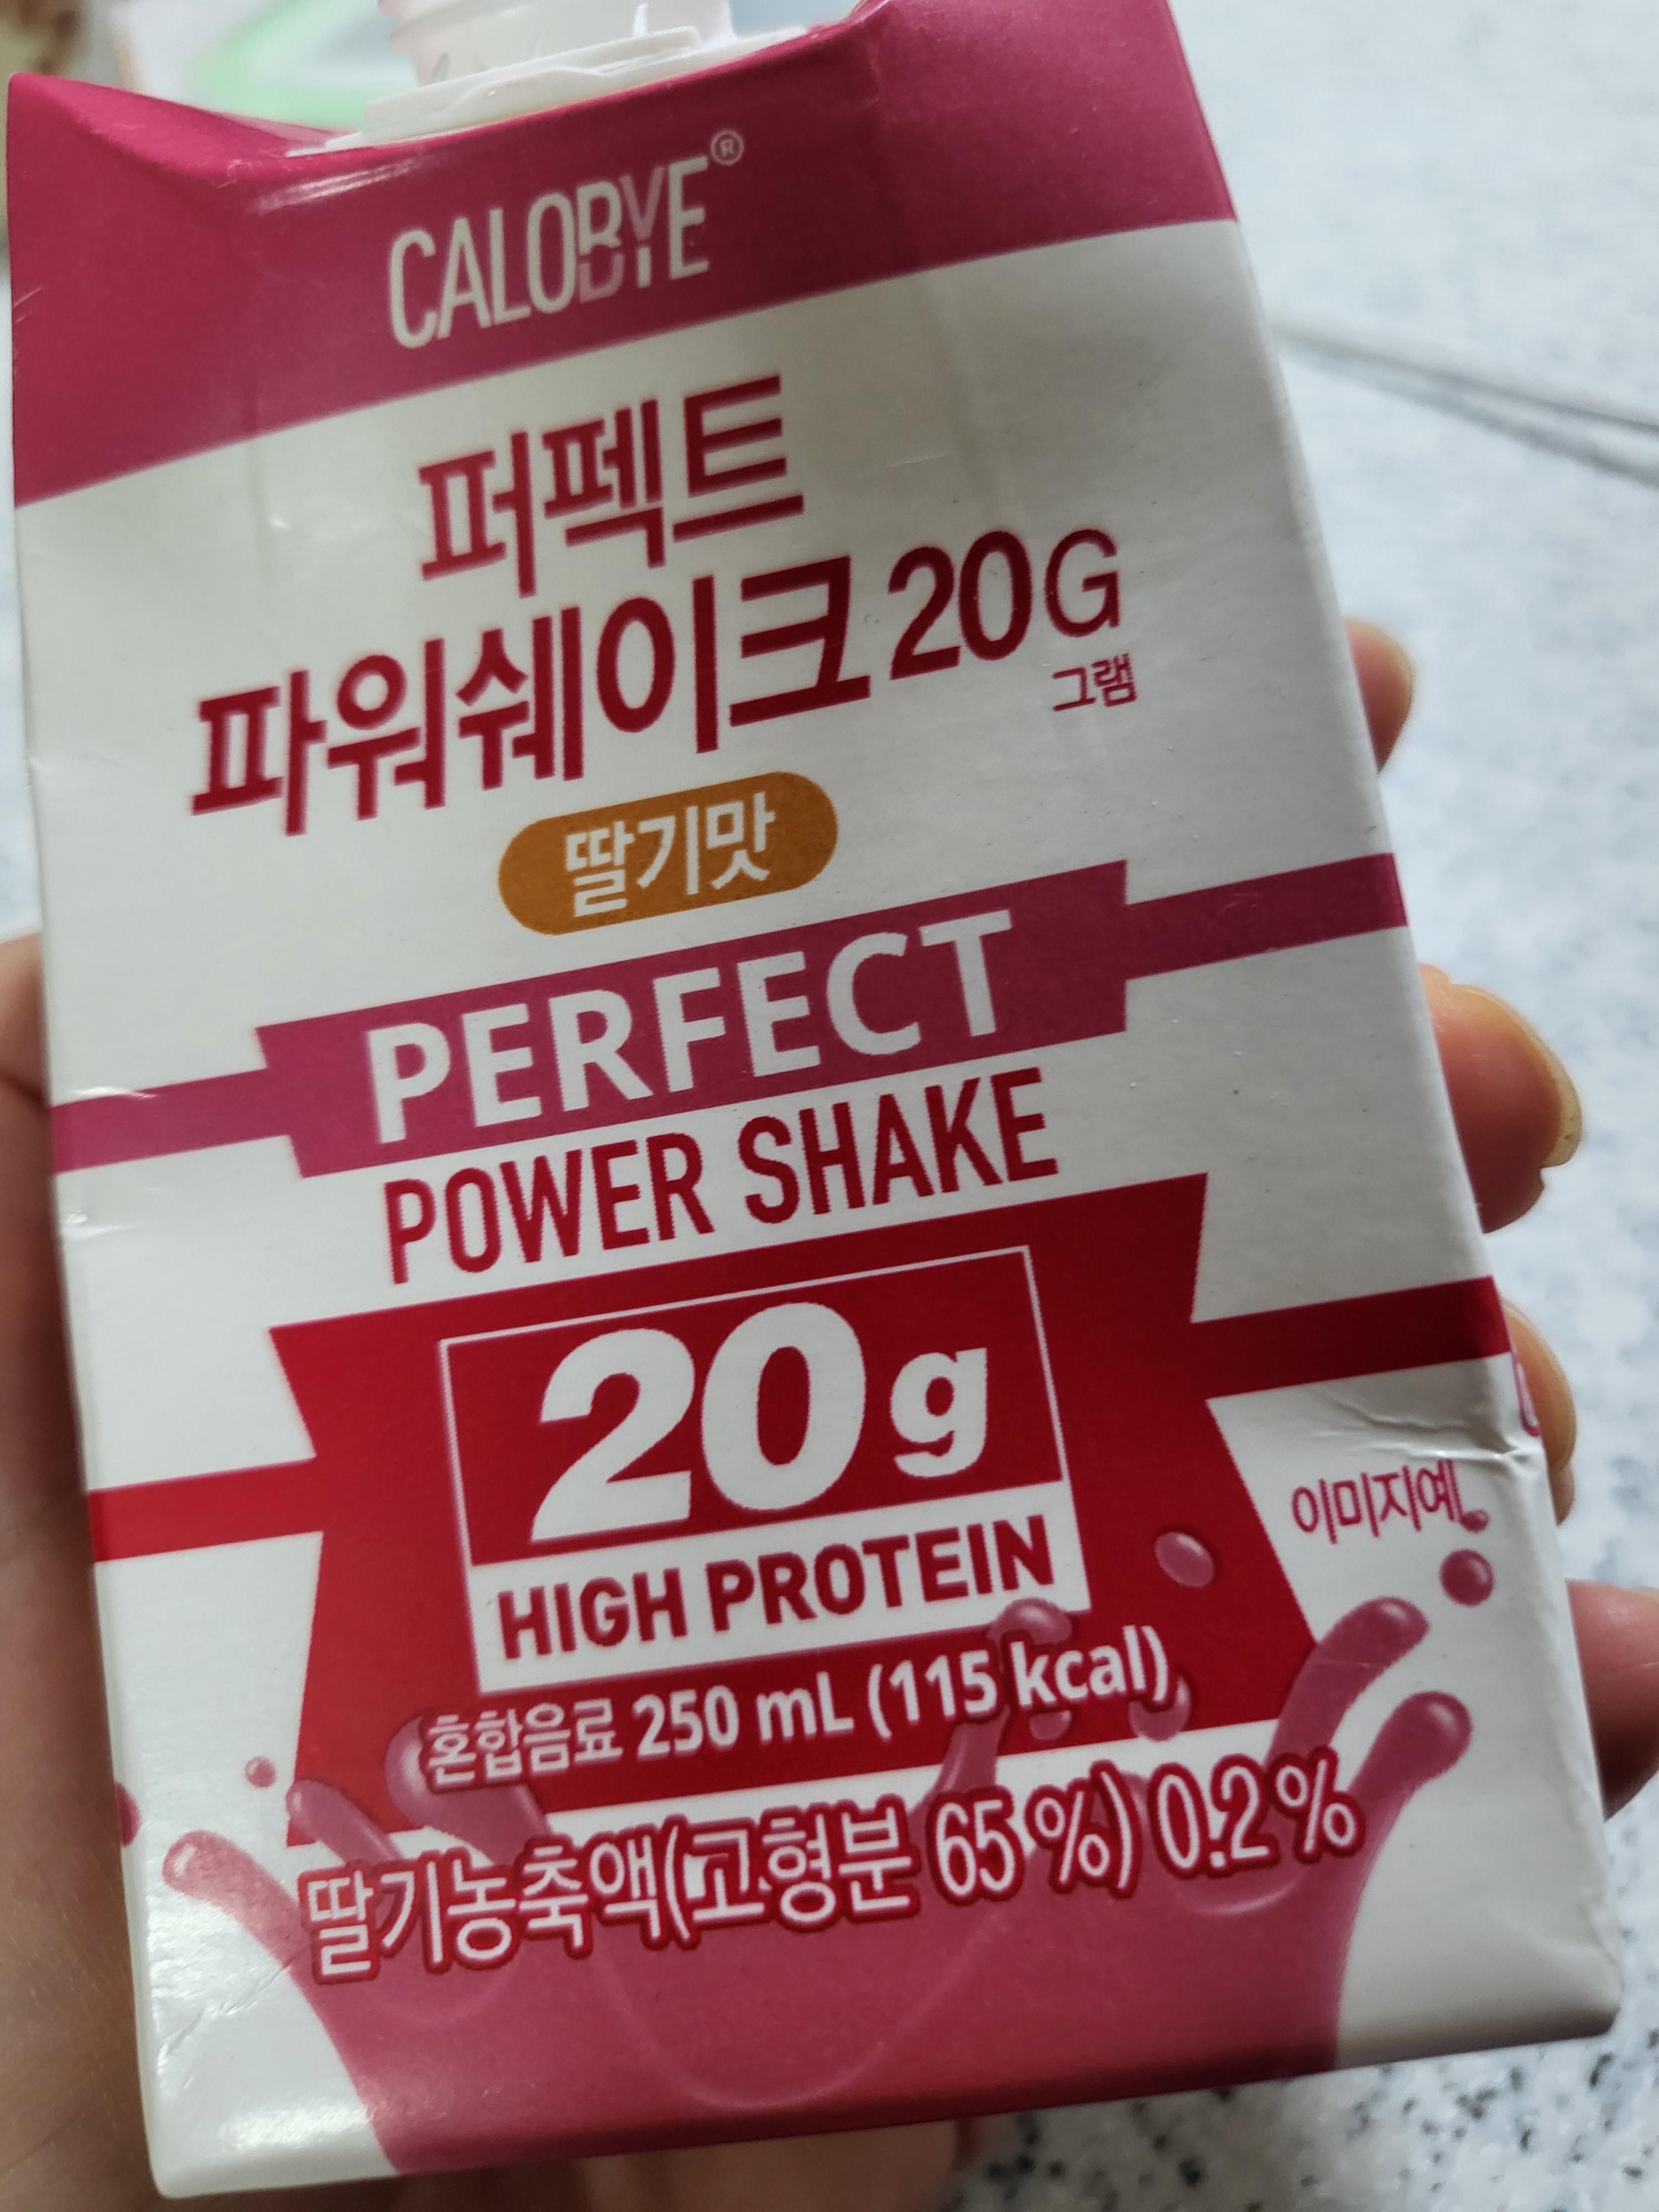 CALOBYE®
퍼펙트
파워쉐이크 20G
그램
딸기맛
PERFECT
POWER SHAKE
20g
HIGH PROTEIN
이미지예
혼합음료 250 mL (115 kcal)
딸기농축액(고형분 65 %) 0.2 %